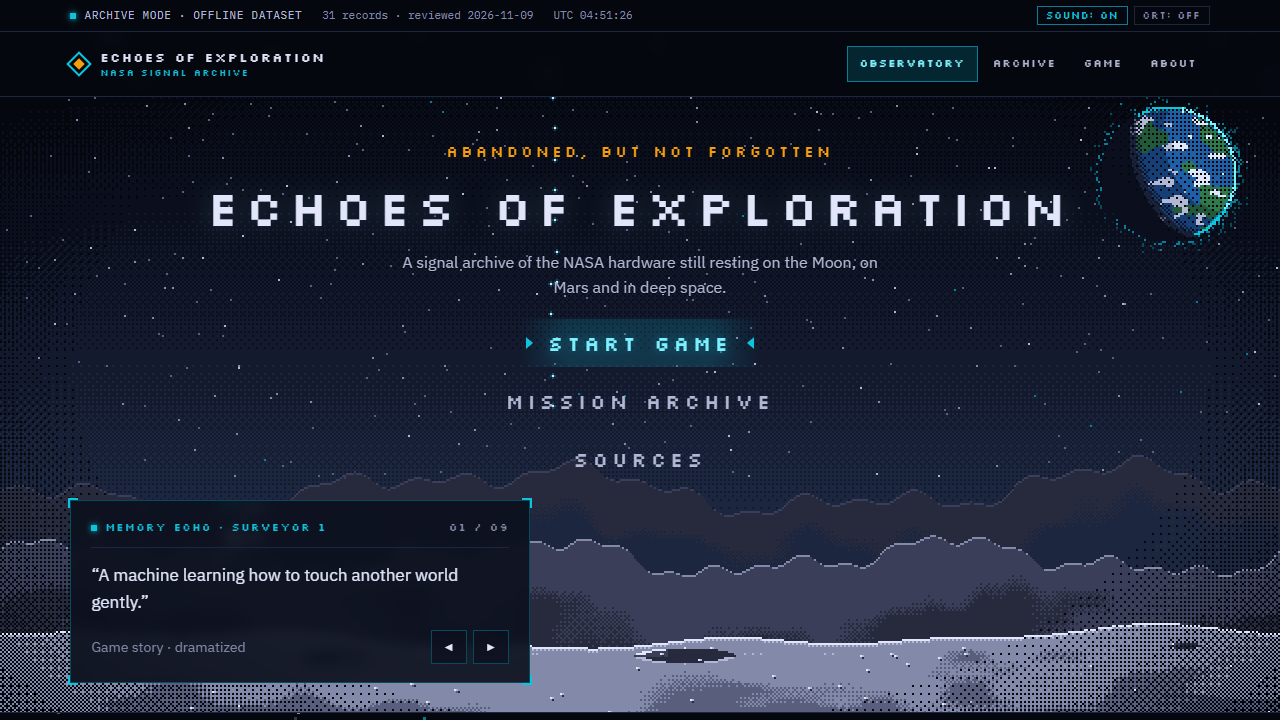 ARCHIVE MODE · OFFLINE DATASET 31 records · reviewed 2026-11-09 UTC 04:51:26 SOUND: ON ORT: OFF
ECHOES OF EXPLORATION
NASA SIGNAL ARCHIVE
OBSERVATORY ARCHIVE GAME ABOUT
ABANDONED, BUT NOT FORGOTTEN
ECHOES OF EXPLORATION
A signal archive of the NASA hardware still resting on the Moon, on
Mars and in deep space.
START GAME
MISSION ARCHIVE
SOURCES
MEMORY ECHO · SURVEYOR 1 01 / 09
“A machine learning how to touch another world
gently.”
Game story · dramatized